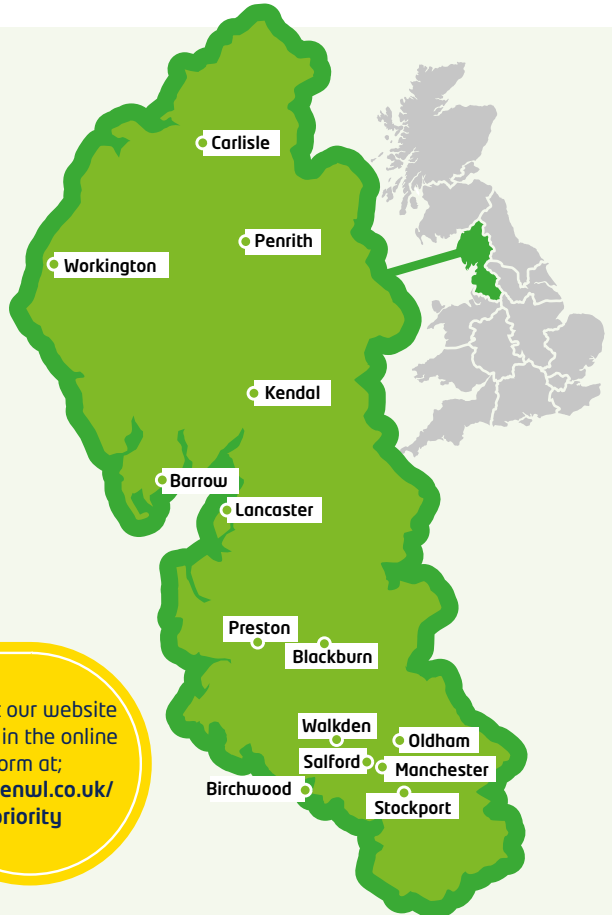 Carlisle
Penrith
Workington
Kendal
Barrow
Lancaster
Preston
Blackburn
Walkden
Oldham
Salford
Manchester
Birchwood
Stockport
our website
in the online
orm at;
enwl.co.uk/
riority